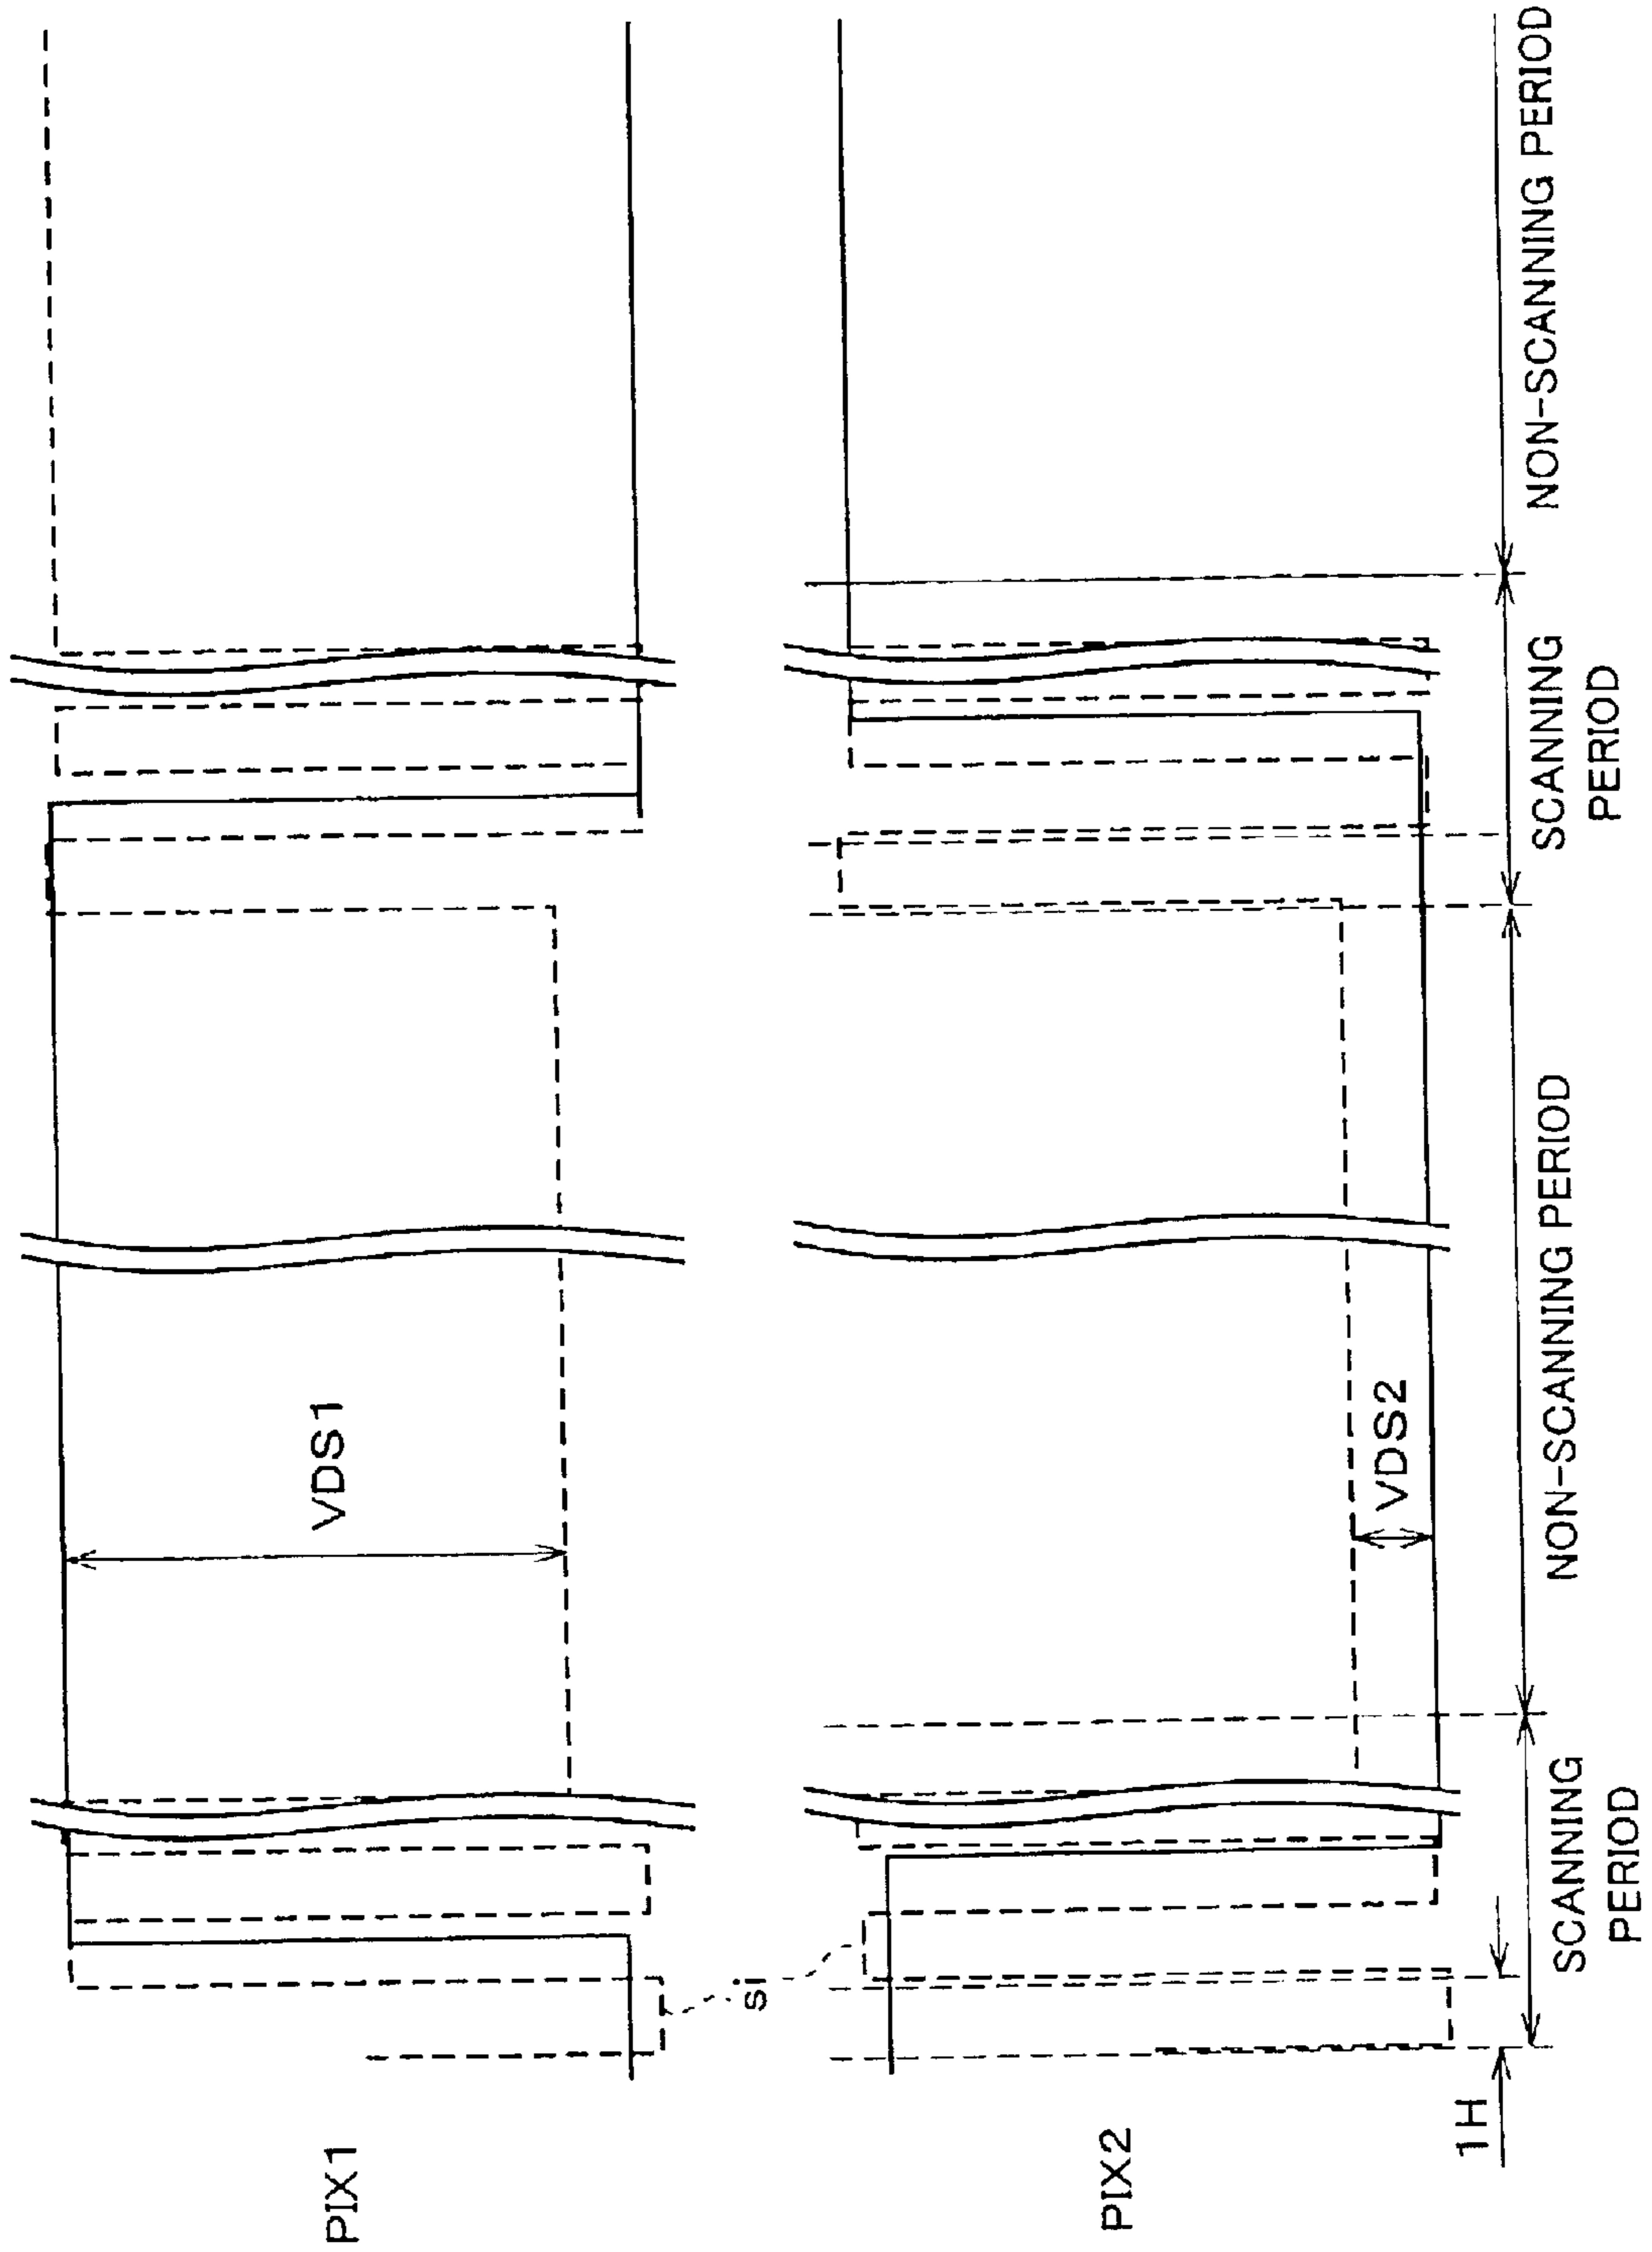 PIX1
VDS1
si
PIX2
VDS2
1H
SCANNING
PERIOD
NON-SCANNING PERIOD
SCANNING
PERIOD
NON-SCANNING PERIOD